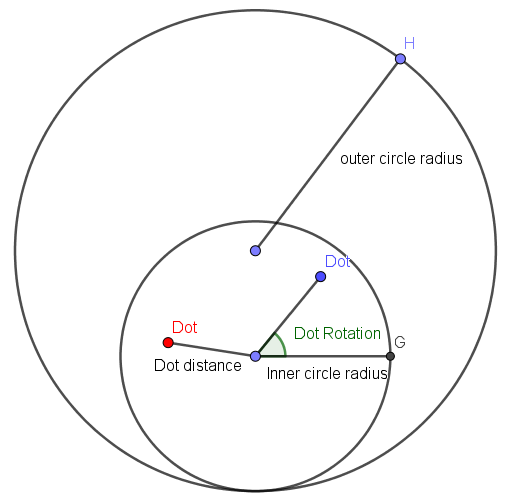 H
outer circle radius
Dot
Dot
Dot Rotation
G
Dot distance
Inner circle radius